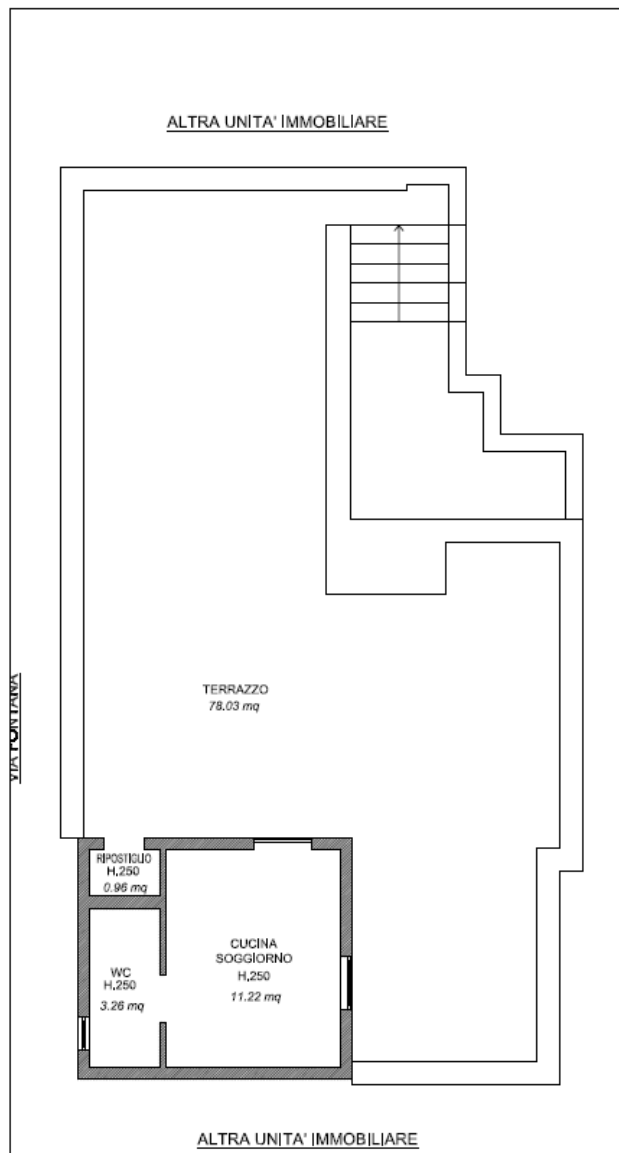 ALTRA UNITA' IMMOBILIARE
TERRAZZO
78.03 mq
VIA FONTANA
RIPOSTIGLIO
H.250
0.96 mq
CUCINA
SOGGIORNO
H.250
11.22 mq
WC
H.250
3.26 mq
ALTRA UNITA' IMMOBILIARE